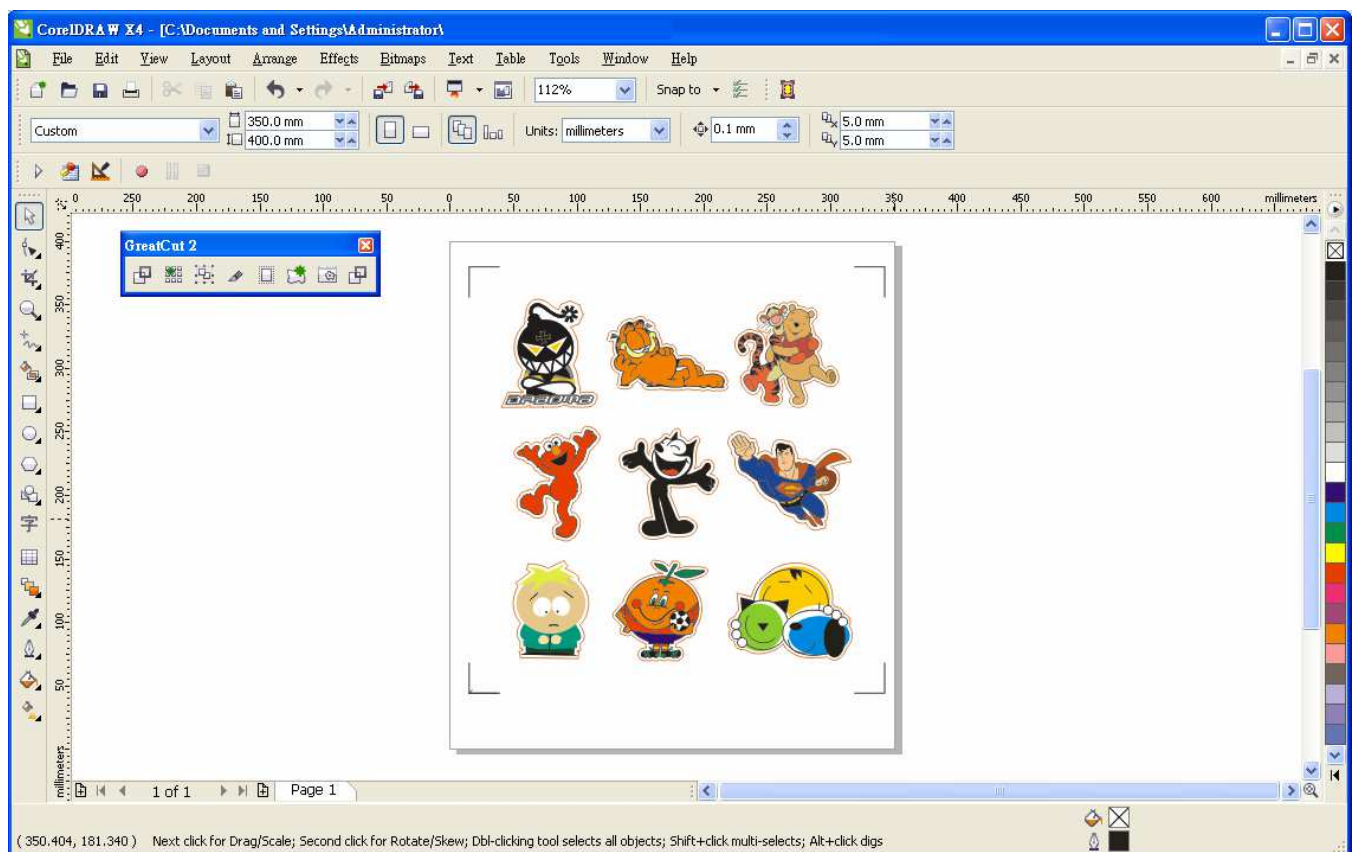 CorelDRAW X4 - [C:\Documents and Settings\Administrator\
File Edit View Layout Arrange Effects Bitmaps Text Table Tools Window Help
112% Snap to
Custom 350.0 mm 400.0 mm Units: millimeters 0.1 mm 5.0 mm 5.0 mm
0 250 200 150 100 50 0 50 100 150 200 250 300 350 400 450 500 550 600 millimeters
GreatCut 2
400
350
300
250
200
字
150
100
50
millimeters
1 of 1 Page 1
( 350.404, 181.340 ) Next click for Drag/Scale; Second click for Rotate/Skew; Dbl-clicking tool selects all objects; Shift+click multi-selects; Alt+click digs